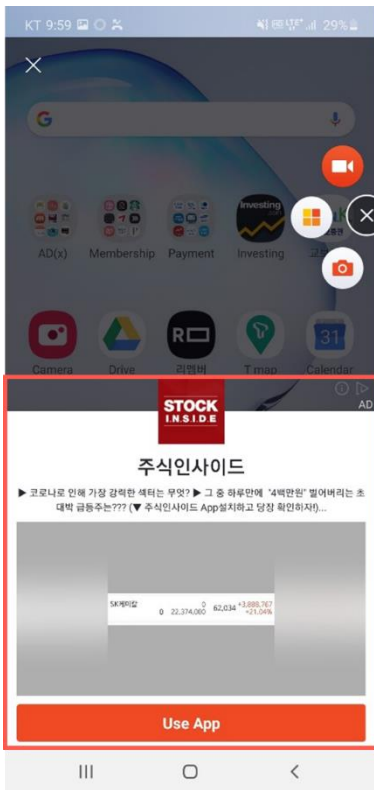 KT 9:59
29%
G
Investing
.com
AD(x) Membership Payment Investing
31
Camera Drive 리멤버 T map Calendar
AD
STOCK
INSIDE
주식인사이드
▶ 코로나로 인해 가장 강력한 섹터는 무엇? ▶ 그 중 하루만에 "4백만원" 벌어버리는 초
대박 급등주는??? (▼ 주식인사이드 App설치하고 당장 확인하자!)...
SK케미칼 0 62,034 +3,888,767
0 22,374,000 +21.04%
Use App